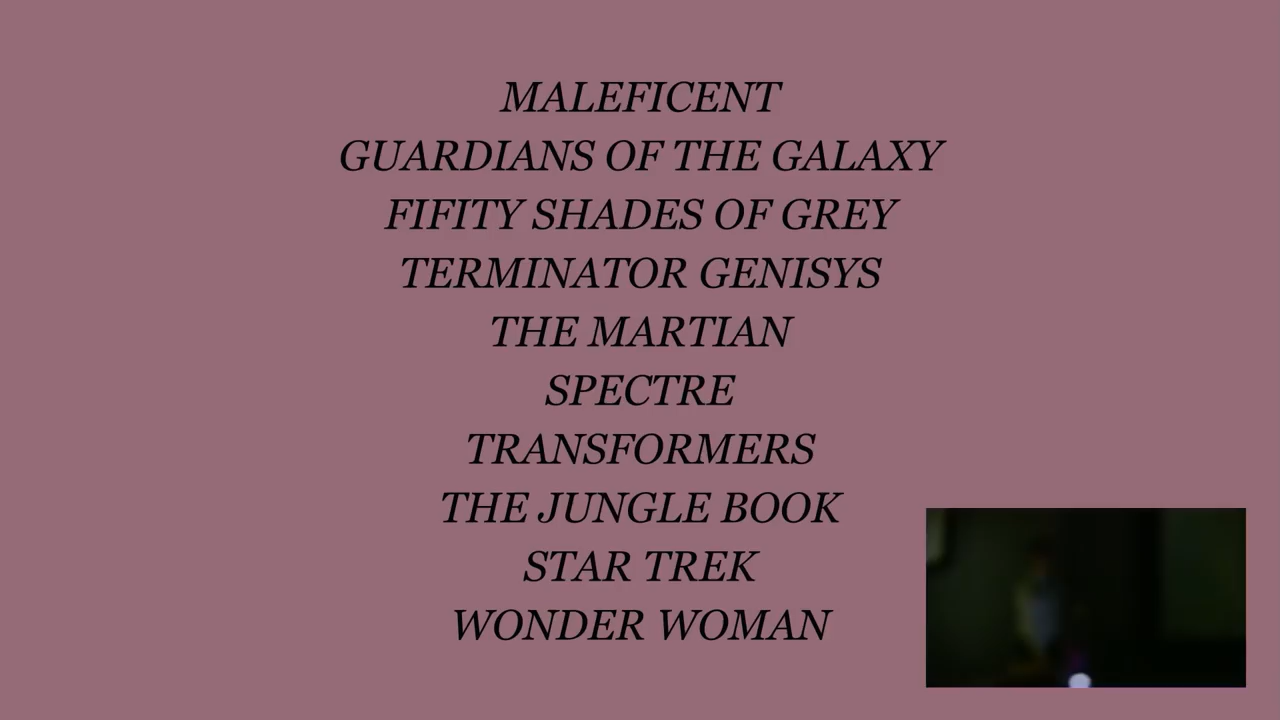 MALEFICENT
GUARDIANS OF THE GALAXY
FIFITY SHADES OF GREY
TERMINATOR GENISYS
THE MARTIAN
SPECTRE
TRANSFORMERS
THE JUNGLE BOOK
STAR TREK
WONDER WOMAN